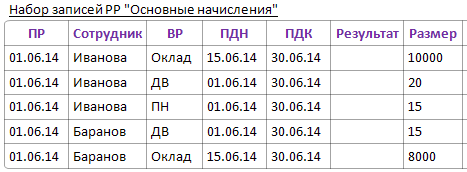 Набор записей РР "Основные начисления"
ПР Сотрудник ВР ПДН ПДК Результат Размер
01.06.14 Иванова Оклад 15.06.14 30.06.14 10000
01.06.14 Иванова ДВ 01.06.14 30.06.14 20
01.06.14 Иванова ПН 01.06.14 30.06.14 15
01.06.14 Баранов ДВ 01.06.14 30.06.14 15
01.06.14 Баранов Оклад 15.06.14 30.06.14 8000